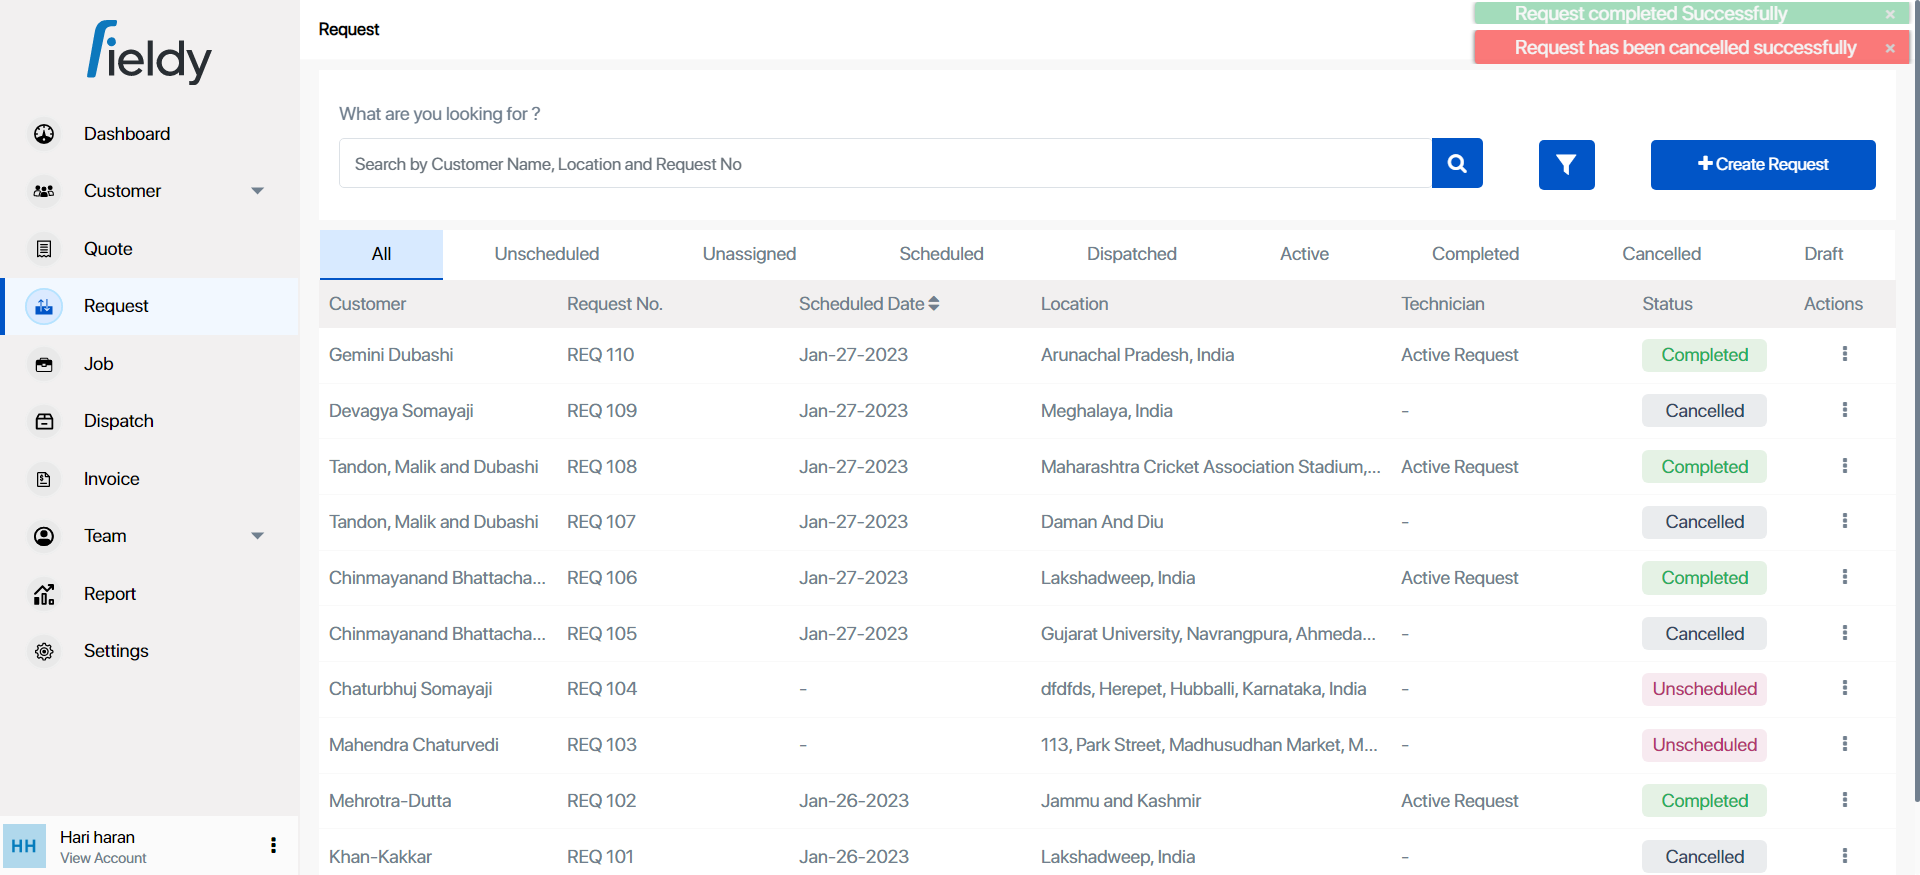 fieldy
Dashboard
Customer
Quote
Request
Job
Dispatch
Invoice
Team
Report
Settings
HH
Hari haran
View Account
Request
Request completed Successfully ×
Request has been cancelled successfully ×
What are you looking for ?
Search by Customer Name, Location and Request No
Create Request
All Unscheduled Unassigned Scheduled Dispatched Active Completed Cancelled Draft
Customer Request No. Scheduled Date Location Technician Status Actions
Gemini Dubashi REQ 110 Jan-27-2023 Arunachal Pradesh, India Active Request Completed
Devagya Somayaji REQ 109 Jan-27-2023 Meghalaya, India - Cancelled
Tandon, Malik and Dubashi REQ 108 Jan-27-2023 Maharashtra Cricket Association Stadium,... Active Request Completed
Tandon, Malik and Dubashi REQ 107 Jan-27-2023 Daman And Diu - Cancelled
Chinmayanand Bhattacha... REQ 106 Jan-27-2023 Lakshadweep, India Active Request Completed
Chinmayanand Bhattacha... REQ 105 Jan-27-2023 Gujarat University, Navrangpura, Ahmeda... - Cancelled
Chaturbhuj Somayaji REQ 104 - dfdfds, Herepet, Hubballi, Karnataka, India - Unscheduled
Mahendra Chaturvedi REQ 103 - 113, Park Street, Madhusudhan Market, M... - Unscheduled
Mehrotra-Dutta REQ 102 Jan-26-2023 Jammu and Kashmir Active Request Completed
Khan-Kakkar REQ 101 Jan-26-2023 Lakshadweep, India - Cancelled